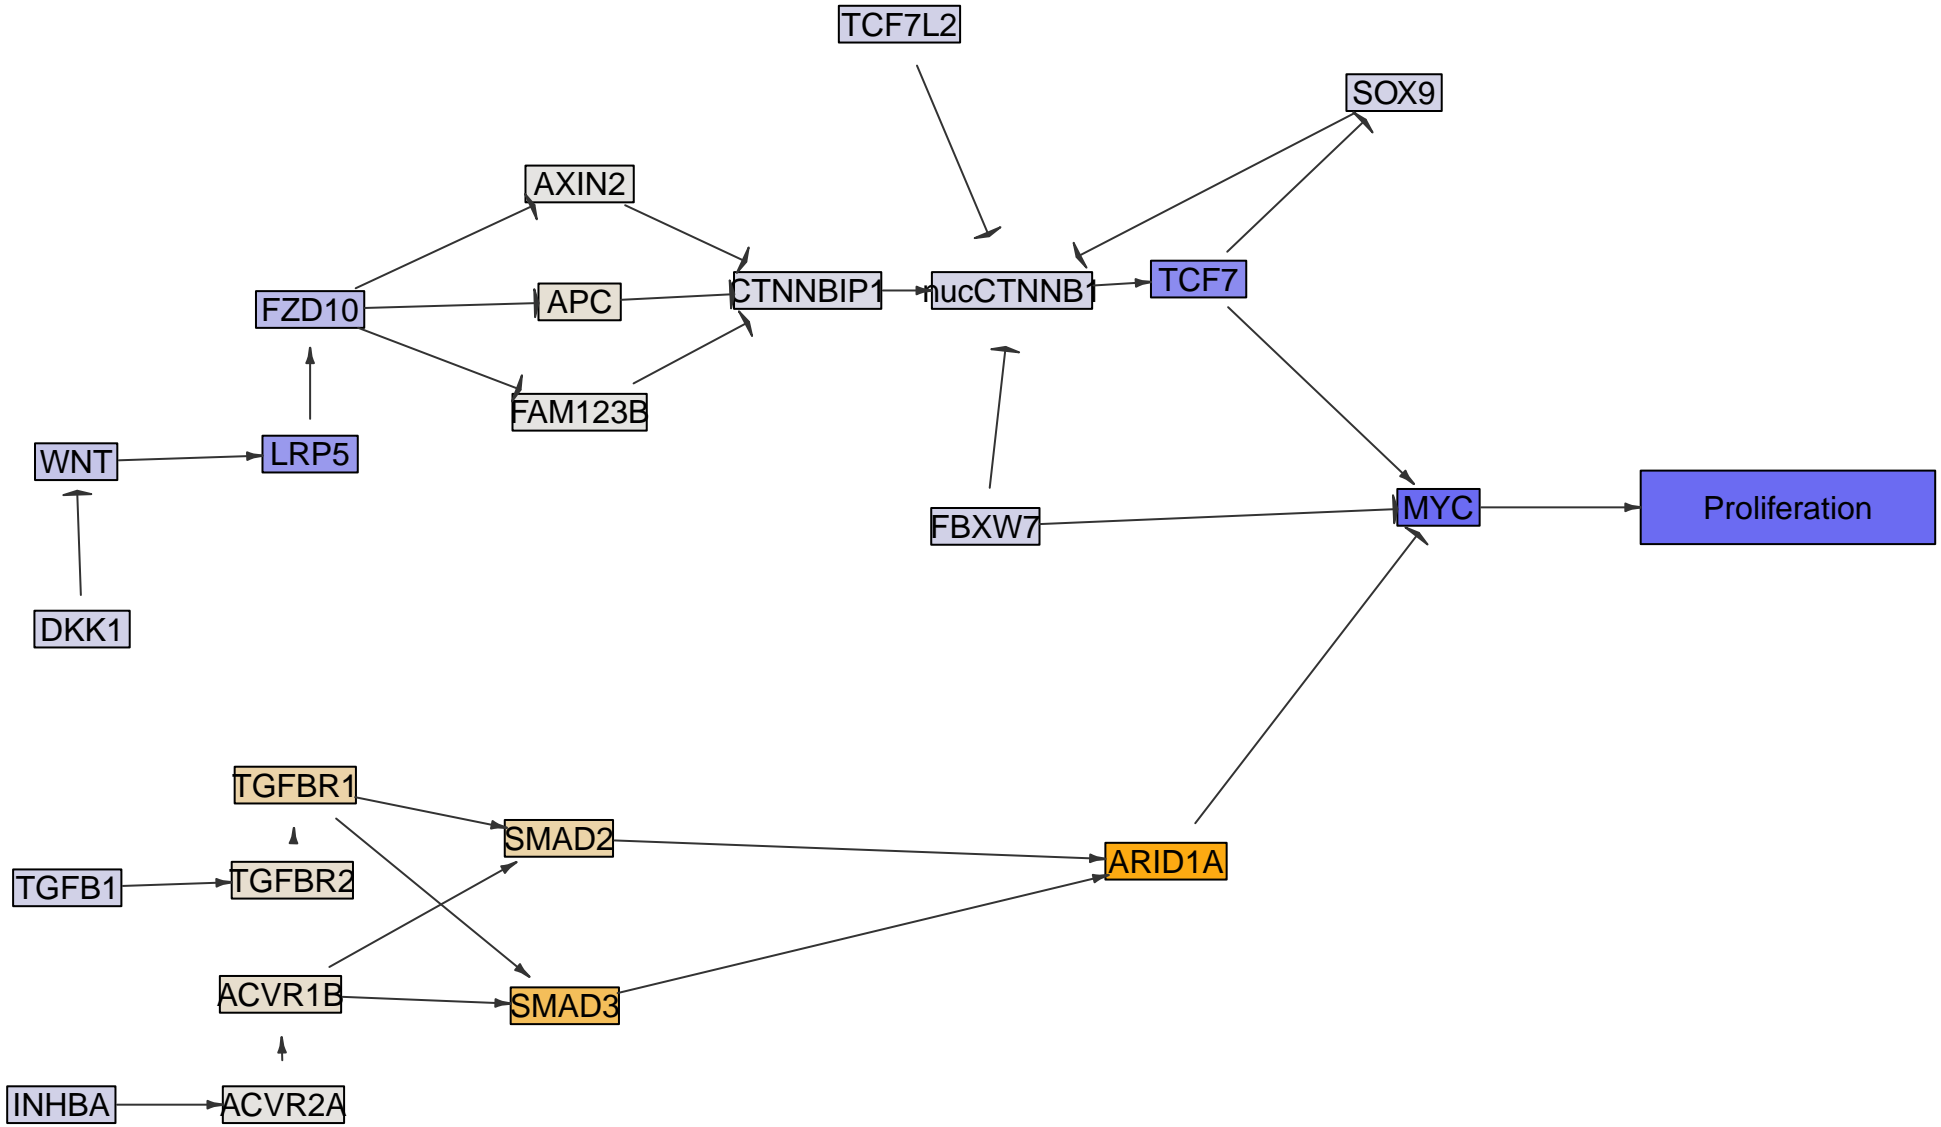 TCF7L2
SOX9
AXIN2
FZD10
APC
CTNNBIP1
nucCTNNB1
TCF7
FAM123B
WNT
LRP5
FBXW7
MYC
Proliferation
DKK1
TGFBR1
SMAD2
ARID1A
TGFB1
TGFBR2
ACVR1B
SMAD3
INHBA
ACVR2A